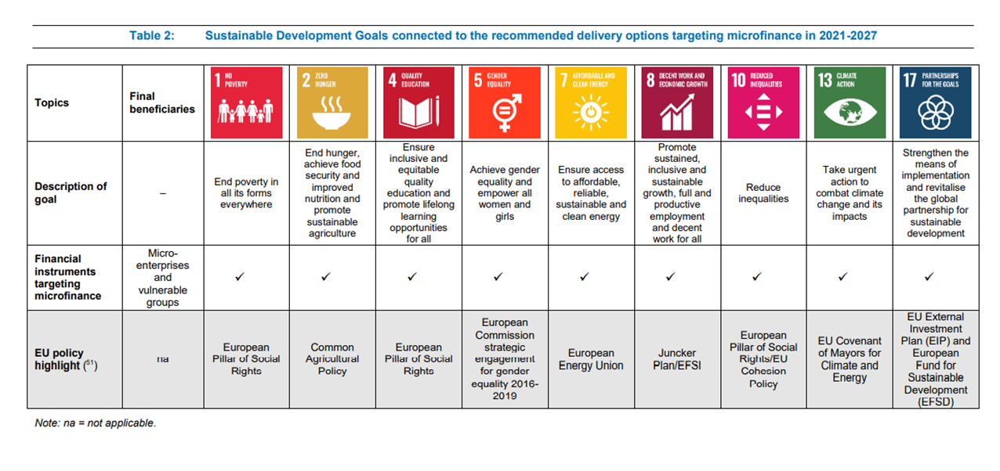 Table 2: Sustainable Development Goals connected to the recommended delivery options targeting microfinance in 2021-2027
Topics
Final
beneficiaries
1 NO
POVERTY
2 ZERO
HUNGER
4 QUALITY
EDUCATION
5 GENDER
EQUALITY
7 AFFORDABLE AND
CLEAN ENERGY
8 DECENT WORK AND
ECONOMIC GROWTH
10 REDUCED
INEQUALITIES
13 CLIMATE
ACTION
17 PARTNERSHIPS
FOR THE GOALS
Description of
goal
–
End poverty in
all its forms
everywhere
End hunger,
achieve food
security and
improved
nutrition and
promote
sustainable
agriculture
Ensure
inclusive and
equitable
quality
education and
promote lifelong
learning
opportunities
for all
Achieve gender
equality and
empower all
women and
girls
Ensure access
to affordable,
reliable,
sustainable and
clean energy
Promote
sustained,
inclusive and
sustainable
growth, full and
productive
employment
and decent
work for all
Reduce
inequalities
Take urgent
action to
combat climate
change and its
impacts
Strengthen the
means of
implementation
and revitalise
the global
partnership for
sustainable
development
Financial
instruments
targeting
microfinance
Micro-
enterprises
and
vulnerable
groups
✓
✓
✓
✓
✓
✓
✓
✓
✓
EU policy
highlight (51)
na
European
Pillar of Social
Rights
Common
Agricultural
Policy
European
Pillar of Social
Rights
European
Commission
strategic
engagement
for gender
equality 2016-
2019
European
Energy Union
Juncker
Plan/EFSI
European
Pillar of Social
Rights/EU
Cohesion
Policy
EU Covenant
of Mayors for
Climate and
Energy
EU External
Investment
Plan (EIP) and
European
Fund for
Sustainable
Development
(EFSD)
Note: na = not applicable.